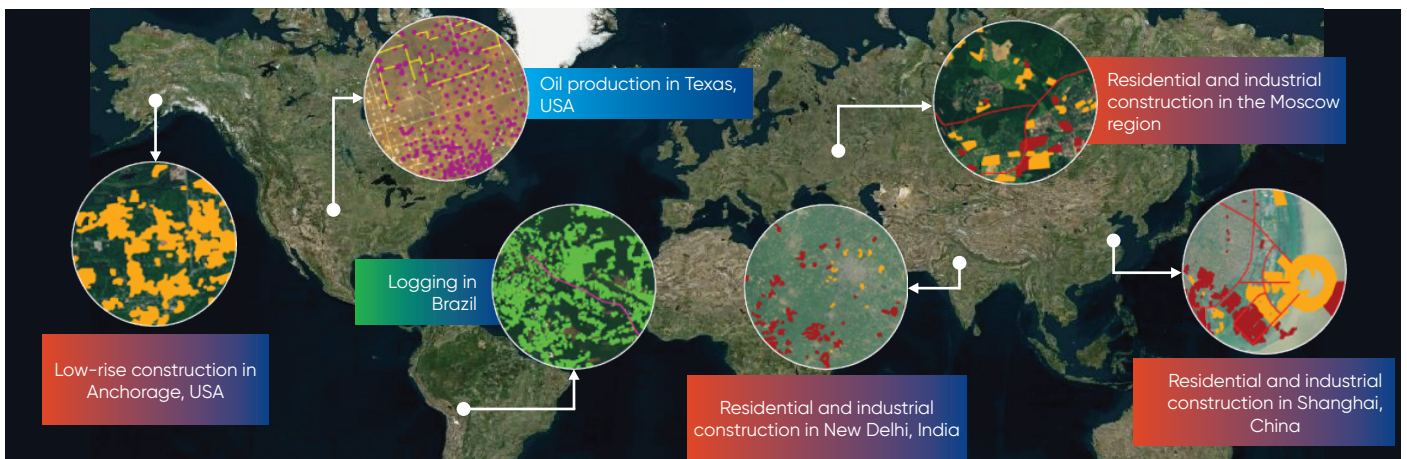 Oil production in Texas,
USA
Residential and industrial
construction in the Moscow
region
Logging in
Brazil
Low-rise construction in
Anchorage, USA
Residential and industrial
construction in New Delhi, India
Residential and industrial
construction in Shanghai,
China